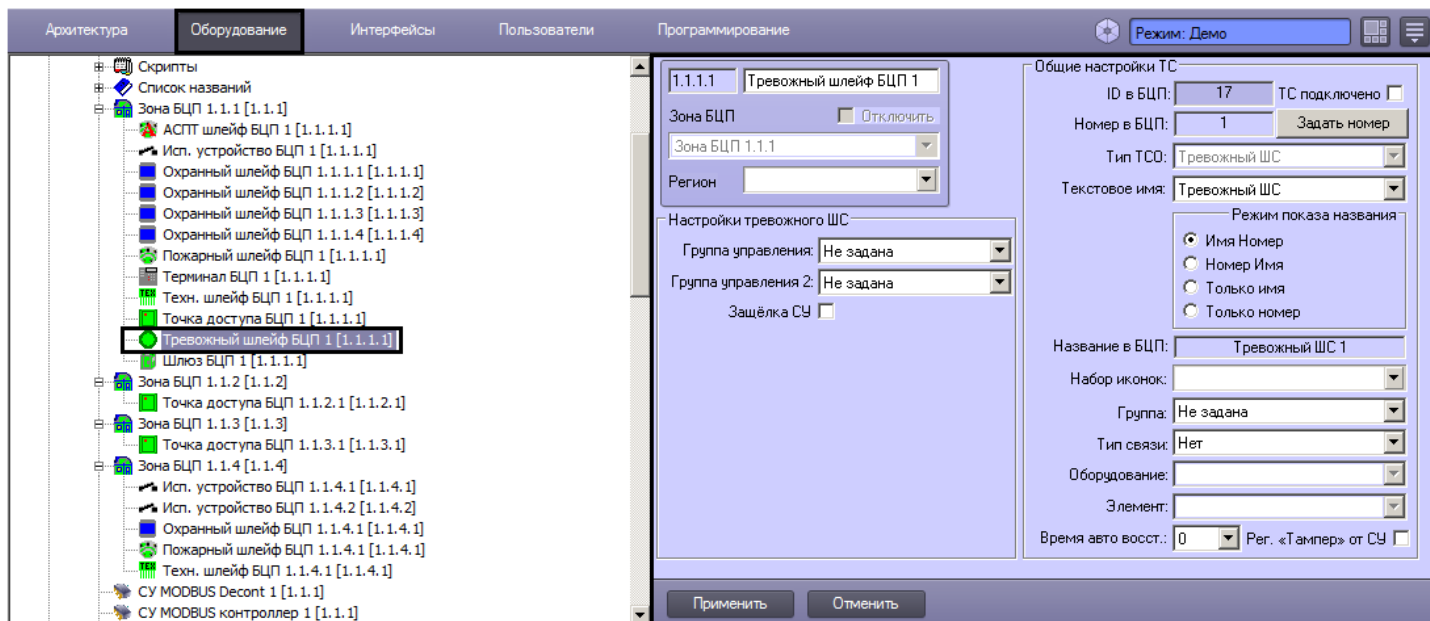 Архитектура Оборудование Интерфейсы Пользователи Программирование Режим: Демо
Скрипты
Список названий
Зона БЦП 1.1.1 [1.1.1]
АСПТ шлейф БЦП 1 [1.1.1.1]
Исп. устройство БЦП 1 [1.1.1.1]
Охранный шлейф БЦП 1.1.1.1 [1.1.1.1]
Охранный шлейф БЦП 1.1.1.2 [1.1.1.2]
Охранный шлейф БЦП 1.1.1.3 [1.1.1.3]
Охранный шлейф БЦП 1.1.1.4 [1.1.1.4]
Пожарный шлейф БЦП 1 [1.1.1.1]
Терминал БЦП 1 [1.1.1.1]
ТЕХ Техн. шлейф БЦП 1 [1.1.1.1]
Точка доступа БЦП 1 [1.1.1.1]
Тревожный шлейф БЦП 1 [1.1.1.1]
Шлюз БЦП 1 [1.1.1.1]
Зона БЦП 1.1.2 [1.1.2]
Точка доступа БЦП 1.1.2.1 [1.1.2.1]
Зона БЦП 1.1.3 [1.1.3]
Точка доступа БЦП 1.1.3.1 [1.1.3.1]
Зона БЦП 1.1.4 [1.1.4]
Исп. устройство БЦП 1.1.4.1 [1.1.4.1]
Исп. устройство БЦП 1.1.4.2 [1.1.4.2]
Охранный шлейф БЦП 1.1.4.1 [1.1.4.1]
Пожарный шлейф БЦП 1.1.4.1 [1.1.4.1]
ТЕХ Техн. шлейф БЦП 1.1.4.1 [1.1.4.1]
СУ MODBUS Decont 1 [1.1.1]
СУ MODBUS контроллер 1 [1.1.1]
1.1.1.1 Тревожный шлейф БЦП 1
Зона БЦП Отключить
Зона БЦП 1.1.1
Регион
Настройки тревожного ШС
Группа управления: Не задана
Группа управления 2: Не задана
Защёлка СУ
Общие настройки ТС
ID в БЦП: 17 ТС подключено
Номер в БЦП: 1 Задать номер
Тип ТСО: Тревожный ШС
Текстовое имя: Тревожный ШС
Режим показа названия
Имя Номер
Номер Имя
Только имя
Только номер
Название в БЦП: Тревожный ШС 1
Набор иконок:
Группа: Не задана
Тип связи: Нет
Оборудование:
Элемент:
Время авто восст.: 0 Рег. «Тампер» от СУ
Применить Отменить